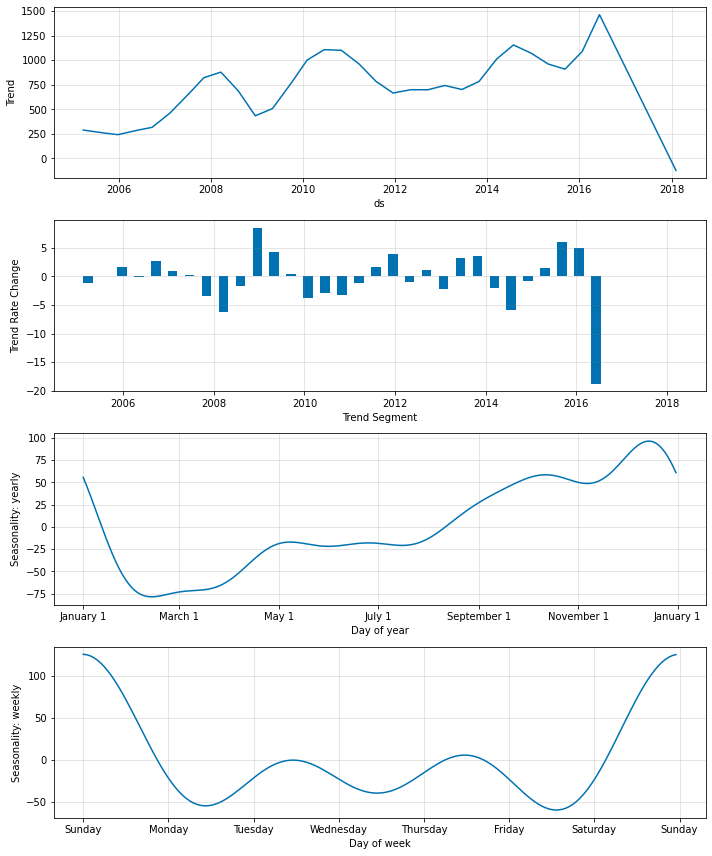 1500
1250
1000
750
500
250
0
Trend
2006 2008 2010 2012 2014 2016 2018
ds
5
0
−5
−10
−15
−20
Trend Rate Change
2006 2008 2010 2012 2014 2016 2018
Trend Segment
100
75
50
25
0
−25
−50
−75
Seasonality: yearly
January 1 March 1 May 1 July 1 September 1 November 1 January 1
Day of year
100
50
0
−50
Seasonality: weekly
Sunday Monday Tuesday Wednesday Thursday Friday Saturday Sunday
Day of week